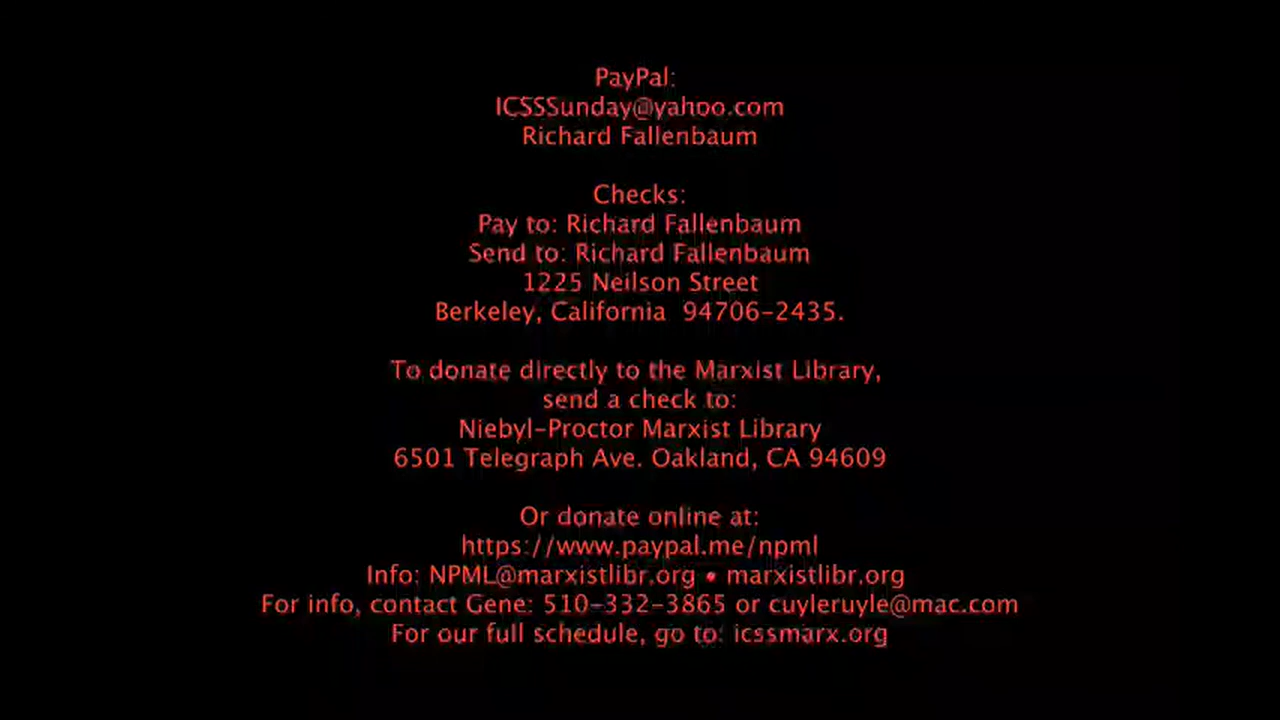 PayPal:
ICSSSunday@yahoo.com
Richard Fallenbaum
Checks:
Pay to: Richard Fallenbaum
Send to: Richard Fallenbaum
1225 Neilson Street
Berkeley, California  94706-2435.
To donate directly to the Marxist Library,
send a check to:
Niebyl-Proctor Marxist Library
6501 Telegraph Ave. Oakland, CA 94609
Or donate online at:
https://www.paypal.me/npml
Info: NPML@marxistlibr.org • marxistlibr.org
For info, contact Gene: 510-332-3865 or cuyleruyle@mac.com
For our full schedule, go to: icssmarx.org